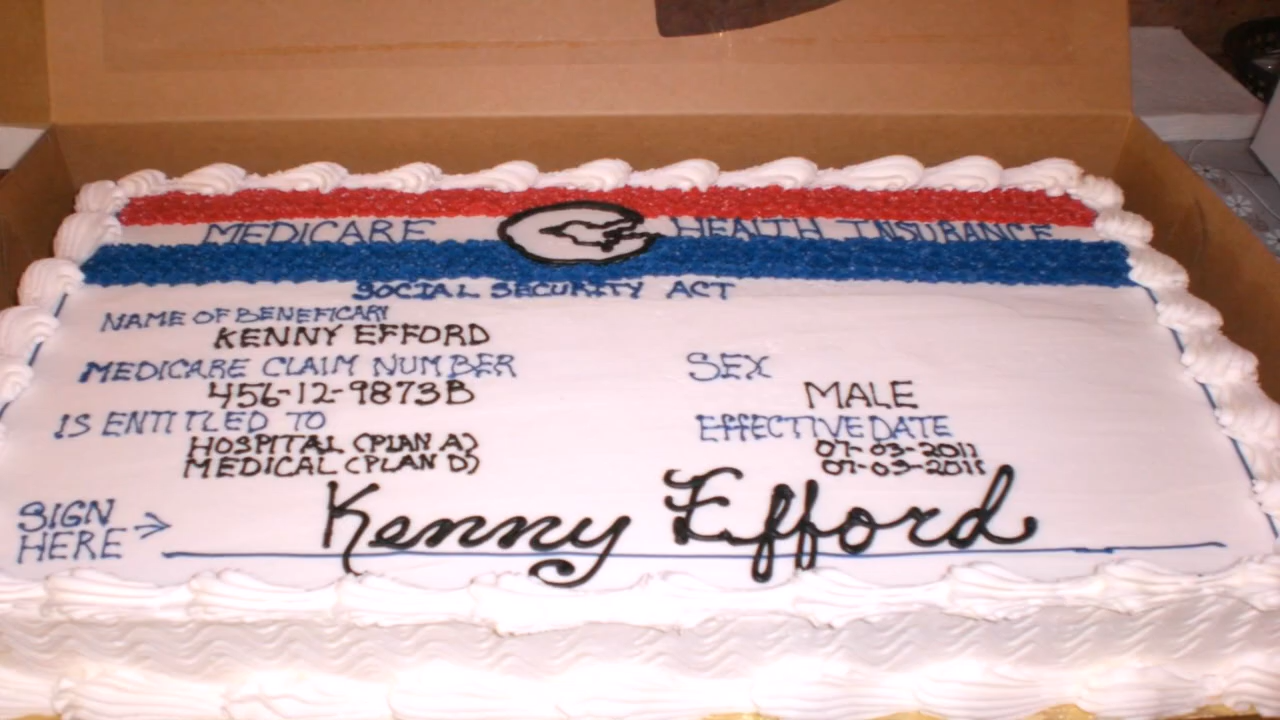 MEDICARE HEALTH INSURANCE
SOCIAL SECURITY ACT
NAME OF BENEFICARY
KENNY EFFORD
MEDICARE CLAIM NUMBER
456-12-9873B
SEX
MALE
IS ENTITLED TO
HOSPITAL (PLAN A)
MEDICAL (PLAN D)
EFFECTIVE DATE
07-03-2011
07-03-2011
SIGN
HERE →
Kenny Efford